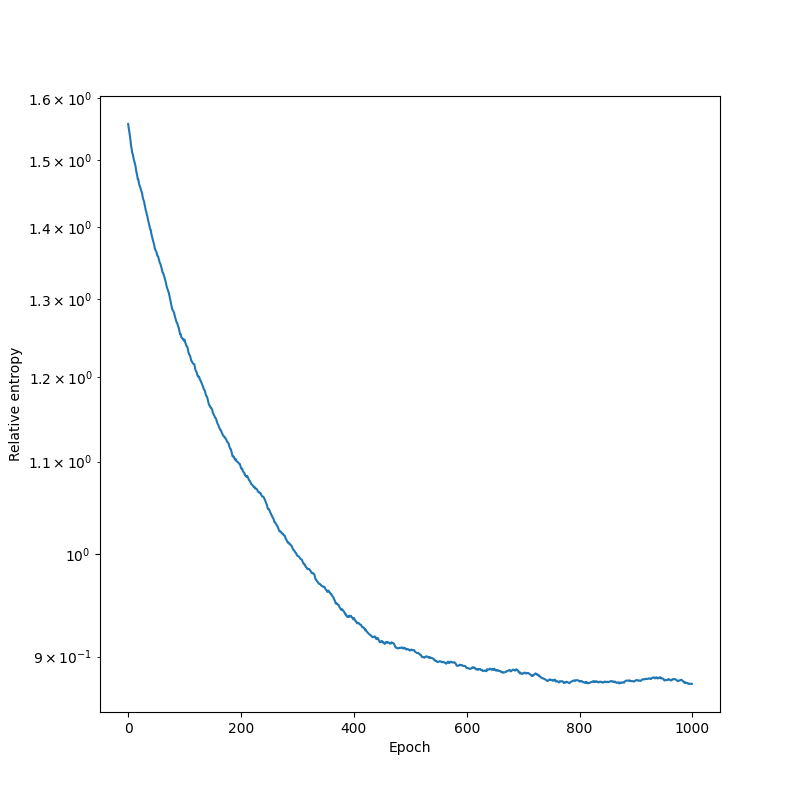 1.6 × 10⁰
1.5 × 10⁰
1.4 × 10⁰
1.3 × 10⁰
1.2 × 10⁰
1.1 × 10⁰
10⁰
9 × 10⁻¹
Relative entropy
0 200 400 600 800 1000
Epoch